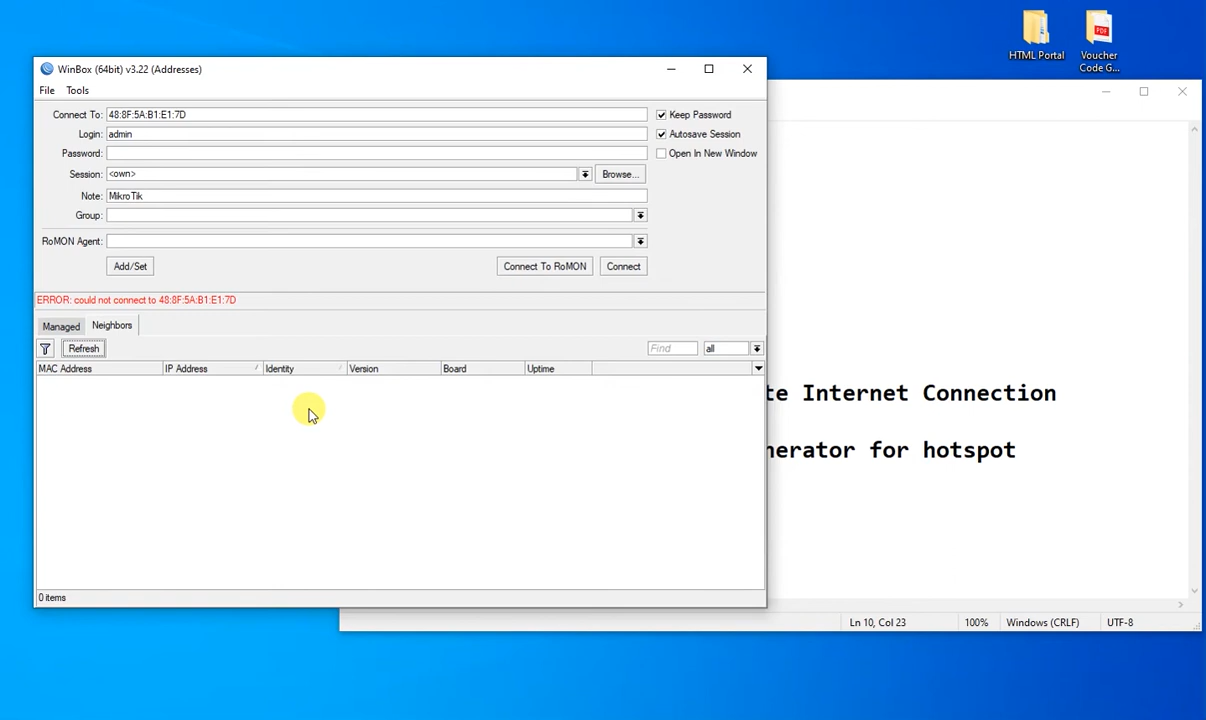 HTML Portal
Voucher
Code G...
WinBox (64bit) v3.22 (Addresses)
File Tools
Connect To: 48:8F:5A:B1:E1:7D
Keep Password
Login: admin
Autosave Session
Password:
Open In New Window
Session: <own>
Browse...
Note: MikroTik
Group:
RoMON Agent:
Add/Set
Connect To RoMON
Connect
ERROR: could not connect to 48:8F:5A:B1:E1:7D
Managed Neighbors
Refresh
Find
all
MAC Address IP Address Identity Version Board Uptime
te Internet Connection
nerator for hotspot
0 items
Ln 10, Col 23 100% Windows (CRLF) UTF-8